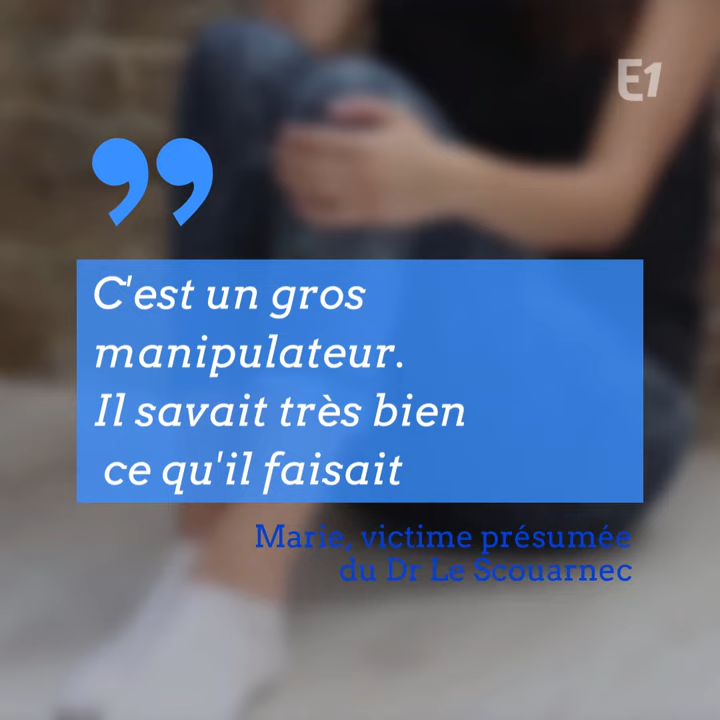 E1
”
C'est un gros
manipulateur.
Il savait très bien
ce qu'il faisait
Marie, victime présumée
du Dr Le Scouarnec